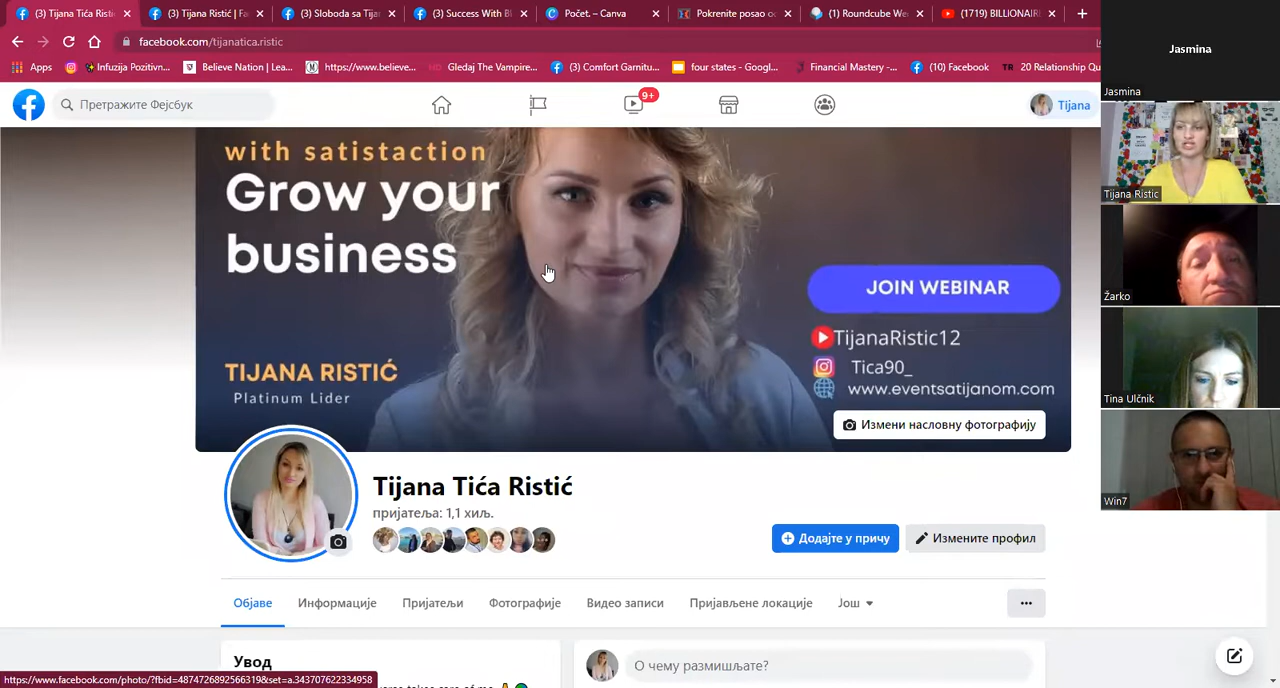 (3) Tijana Tića Risti
(3) Tijana Ristić | Fa
(3) Sloboda sa Tijan
(3) Success With Bl
Počet. – Canva
Pokrenite posao o
(1) Roundcube We
(1719) BILLIONAIR
facebook.com/tijanatica.ristic
Apps
Infuzija Pozitivn...
Believe Nation | Lea...
https://www.believe...
Gledaj The Vampire...
(3) Comfort Garnitu...
four states - Googl...
Financial Mastery -...
(10) Facebook
20 Relationship Qu
Претражите Фејсбук
9+
Tijana
with satistaction
Grow your
business
JOIN WEBINAR
TijanaRistic12
Tica90_
www.eventsatijanom.com
TIJANA RISTIĆ
Platinum Lider
Измени насловну фотографију
Tijana Tića Ristić
пријатеља: 1,1 хиљ.
Додајте у причу
Измените профил
Објаве
Информације
Пријатељи
Фотографије
Видео записи
Пријављене локације
Још
Увод
О чему размишљате?
https://www.facebook.com/photo/?fbid=487472689256319&set=a.343707622334958
Jasmina
Jasmina
Tijana Ristic
Žarko
Tina Ulčnik
Win7